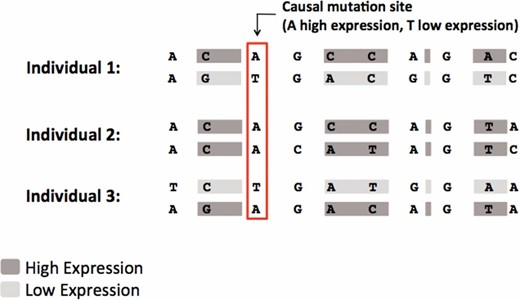 Causal mutation site
(A high expression, T low expression)
Individual 1:
A C A G C C A G A C
A G T G A C G G T C
Individual 2:
A C A G C C A G T A
A C A C A T A G T C
Individual 3:
T C T G A T G G A A
A G A G A C A G T A
High Expression
Low Expression